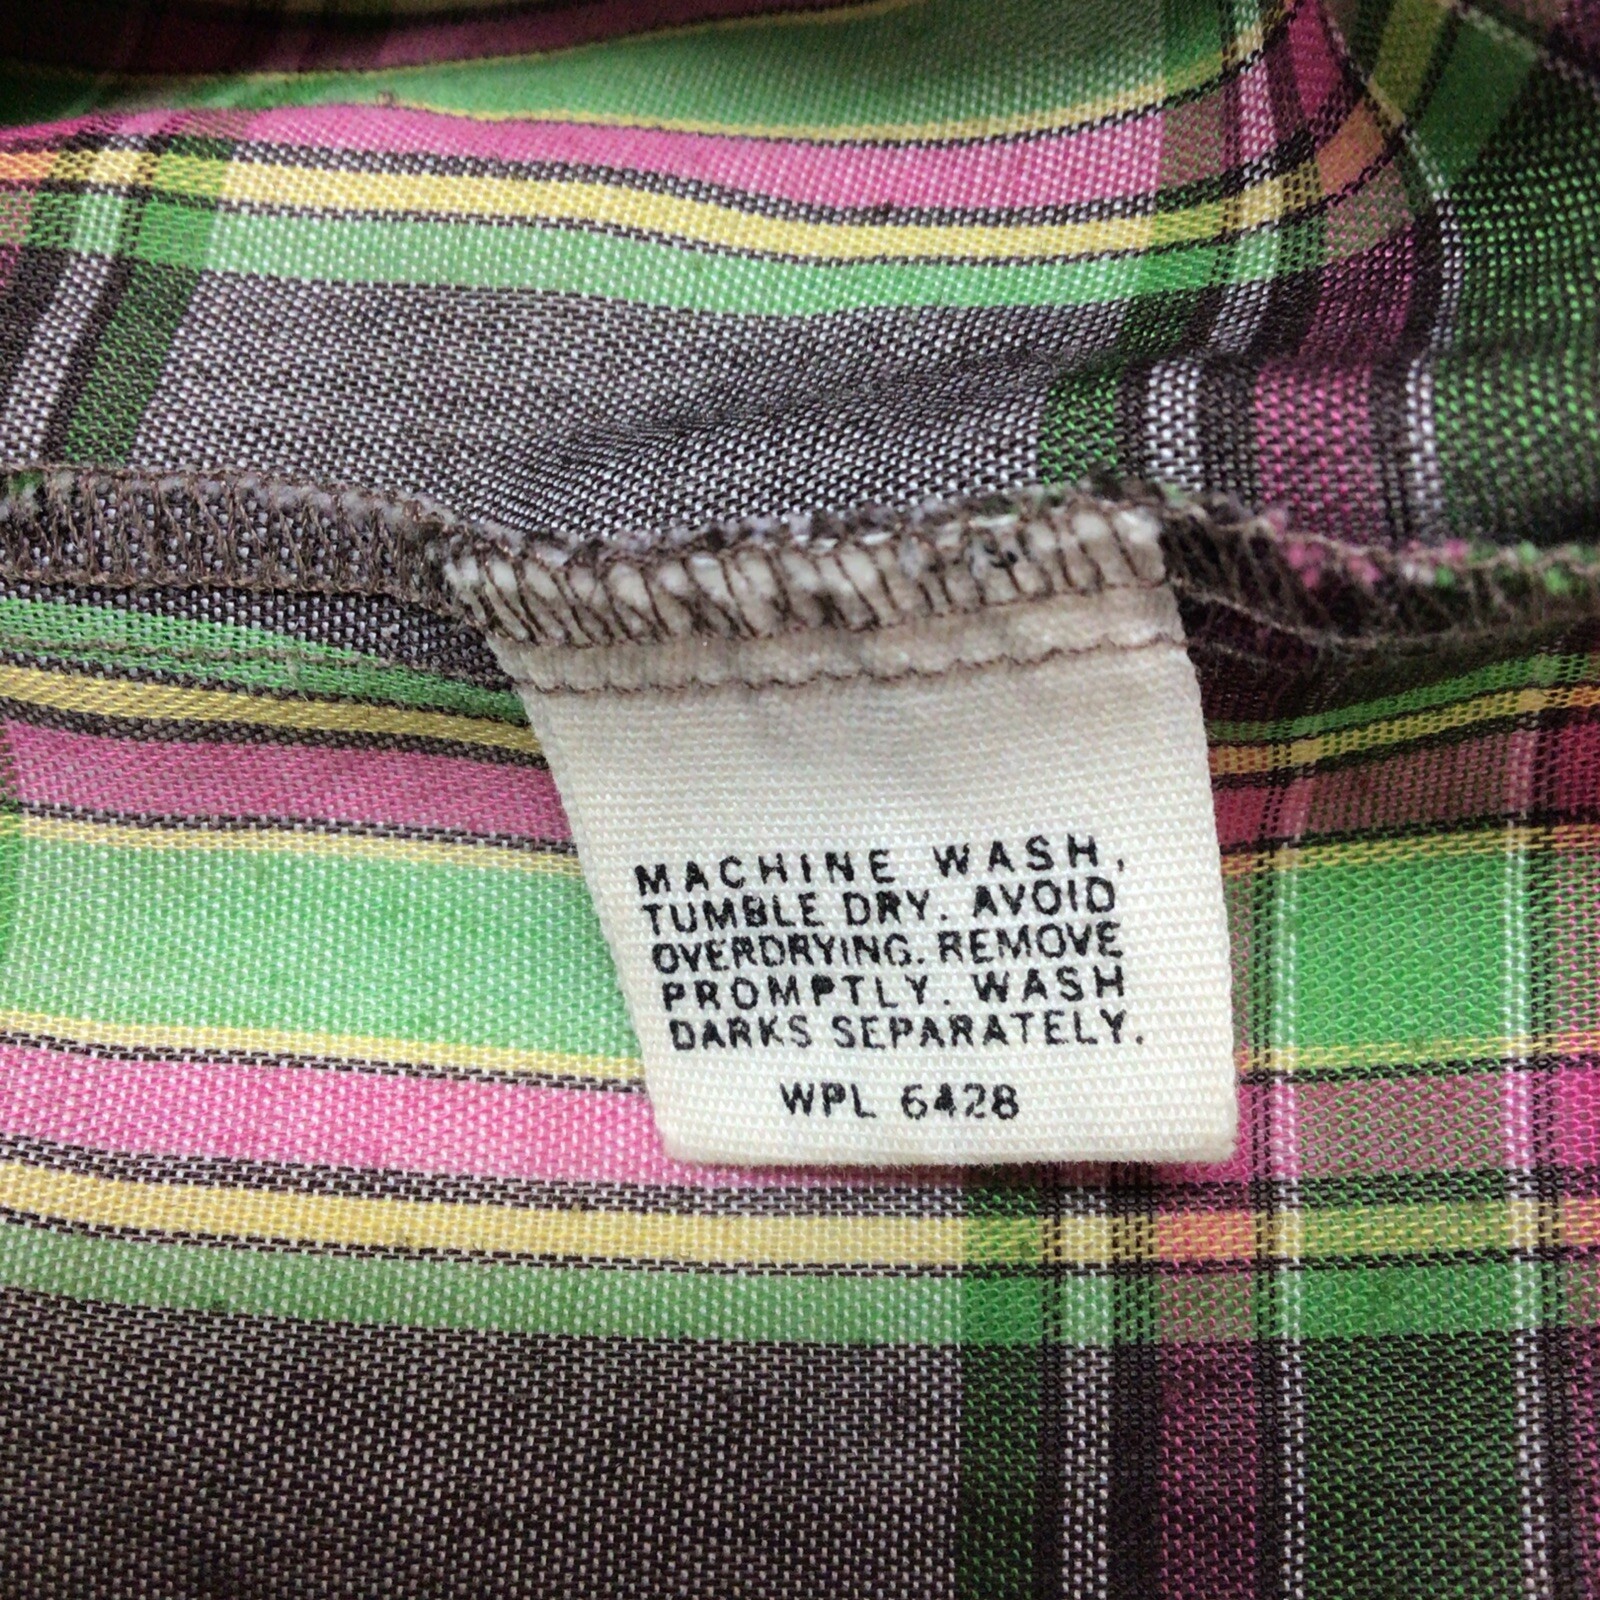 MACHINE WASH,
TUMBLE DRY. AVOID
OVERDRYING. REMOVE
PROMPTLY. WASH
DARKS SEPARATELY.
WPL 6428